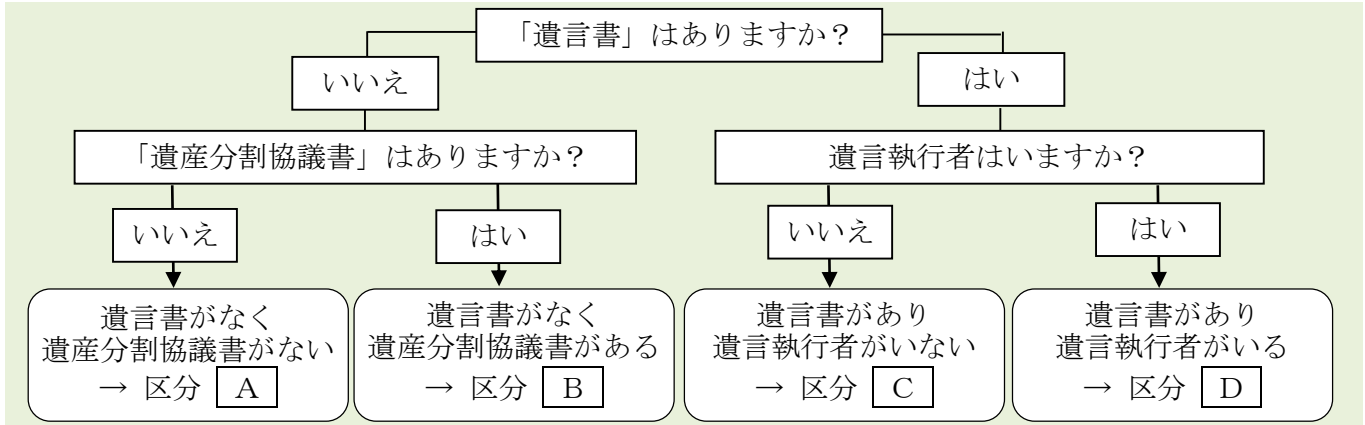 「遺言書」はありますか？
いいえ
はい
「遺産分割協議書」はありますか？
遺言執行者はいますか？
いいえ
はい
いいえ
はい
遺言書がなく
遺産分割協議書がない
→ 区分 A
遺言書がなく
遺産分割協議書がある
→ 区分 B
遺言書があり
遺言執行者がいない
→ 区分 C
遺言書があり
遺言執行者がいる
→ 区分 D